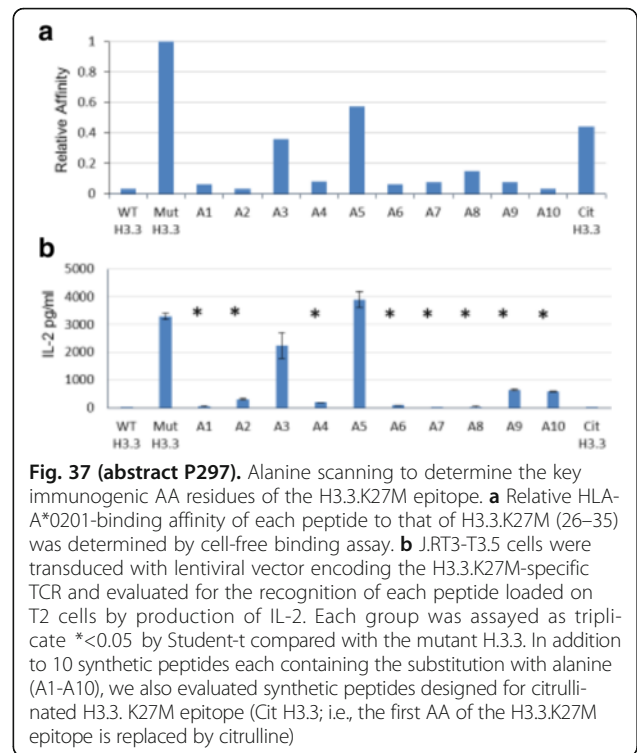 a
1
0.8
0.6
0.4
0.2
0
Relative Affinity
WT H3.3 Mut H3.3 A1 A2 A3 A4 A5 A6 A7 A8 A9 A10 Cit H3.3
b
5000
4000
3000
2000
1000
0
IL-2 pg/ml
* * * * * * * *
WT H3.3 Mut H3.3 A1 A2 A3 A4 A5 A6 A7 A8 A9 A10 Cit H3.3
Fig. 37 (abstract P297). Alanine scanning to determine the key
immunogenic AA residues of the H3.3.K27M epitope. a Relative HLA-
A*0201-binding affinity of each peptide to that of H3.3.K27M (26–35)
was determined by cell-free binding assay. b J.RT3-T3.5 cells were
transduced with lentiviral vector encoding the H3.3.K27M-specific
TCR and evaluated for the recognition of each peptide loaded on
T2 cells by production of IL-2. Each group was assayed as tripli-
cate *<0.05 by Student-t compared with the mutant H.3.3. In addition
to 10 synthetic peptides each containing the substitution with alanine
(A1-A10), we also evaluated synthetic peptides designed for citrulli-
nated H3.3. K27M epitope (Cit H3.3; i.e., the first AA of the H3.3.K27M
epitope is replaced by citrulline)